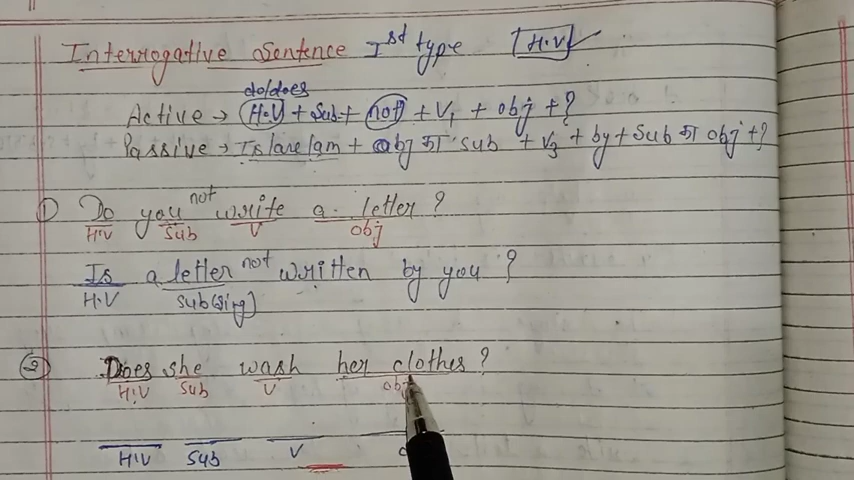 Interrogative Sentence Ist type [H.V]
do/does
Active → H.V + Sub + not + V1 + obj + ?
Passive → Is/are/am + obj का sub + V3 + by + Sub का obj + ?
① Do you not write a letter?
H.V Sub V obj
Is a letter not written by you?
H.V Sub(sing)
② Does she wash her clothes?
H.V Sub V obj
H.V Sub V